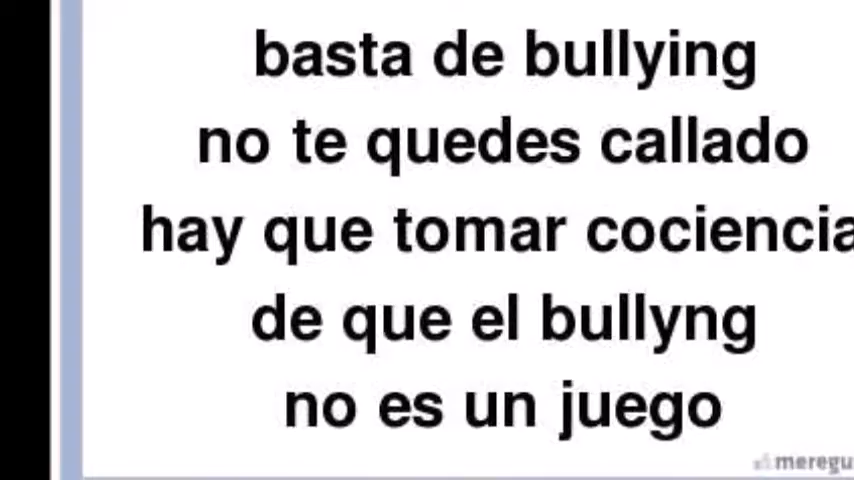 basta de bullying
no te quedes callado
hay que tomar cociencia
de que el bullyng
no es un juego
meregu